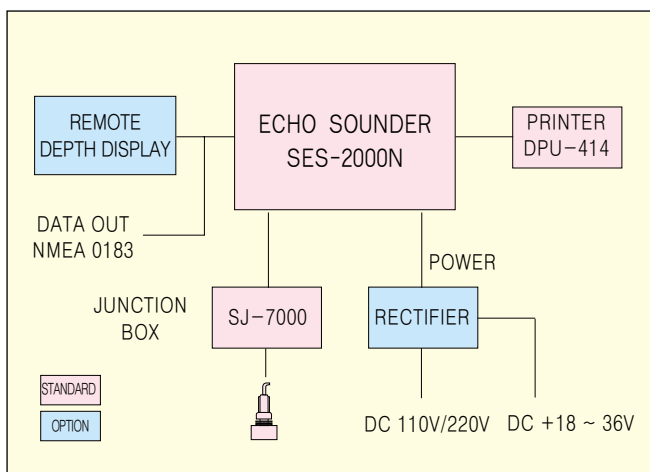 ECHO SOUNDER
SES-2000N
REMOTE
DEPTH DISPLAY
PRINTER
DPU-414
DATA OUT
NMEA 0183
POWER
JUNCTION
BOX
SJ-7000
RECTIFIER
STANDARD
OPTION
DC 110V/220V
DC +18 ~ 36V